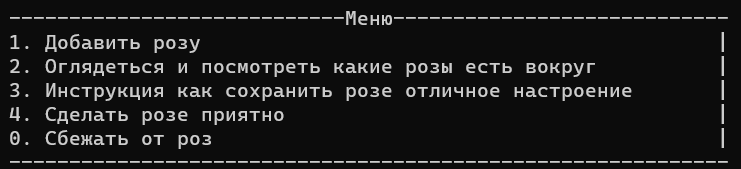 ----------------------------Меню----------------------------
1. Добавить розу                                           |
2. Оглядеться и посмотреть какие розы есть вокруг          |
3. Инструкция как сохранить розе отличное настроение       |
4. Сделать розе приятно                                    |
0. Сбежать от роз                                          |
------------------------------------------------------------